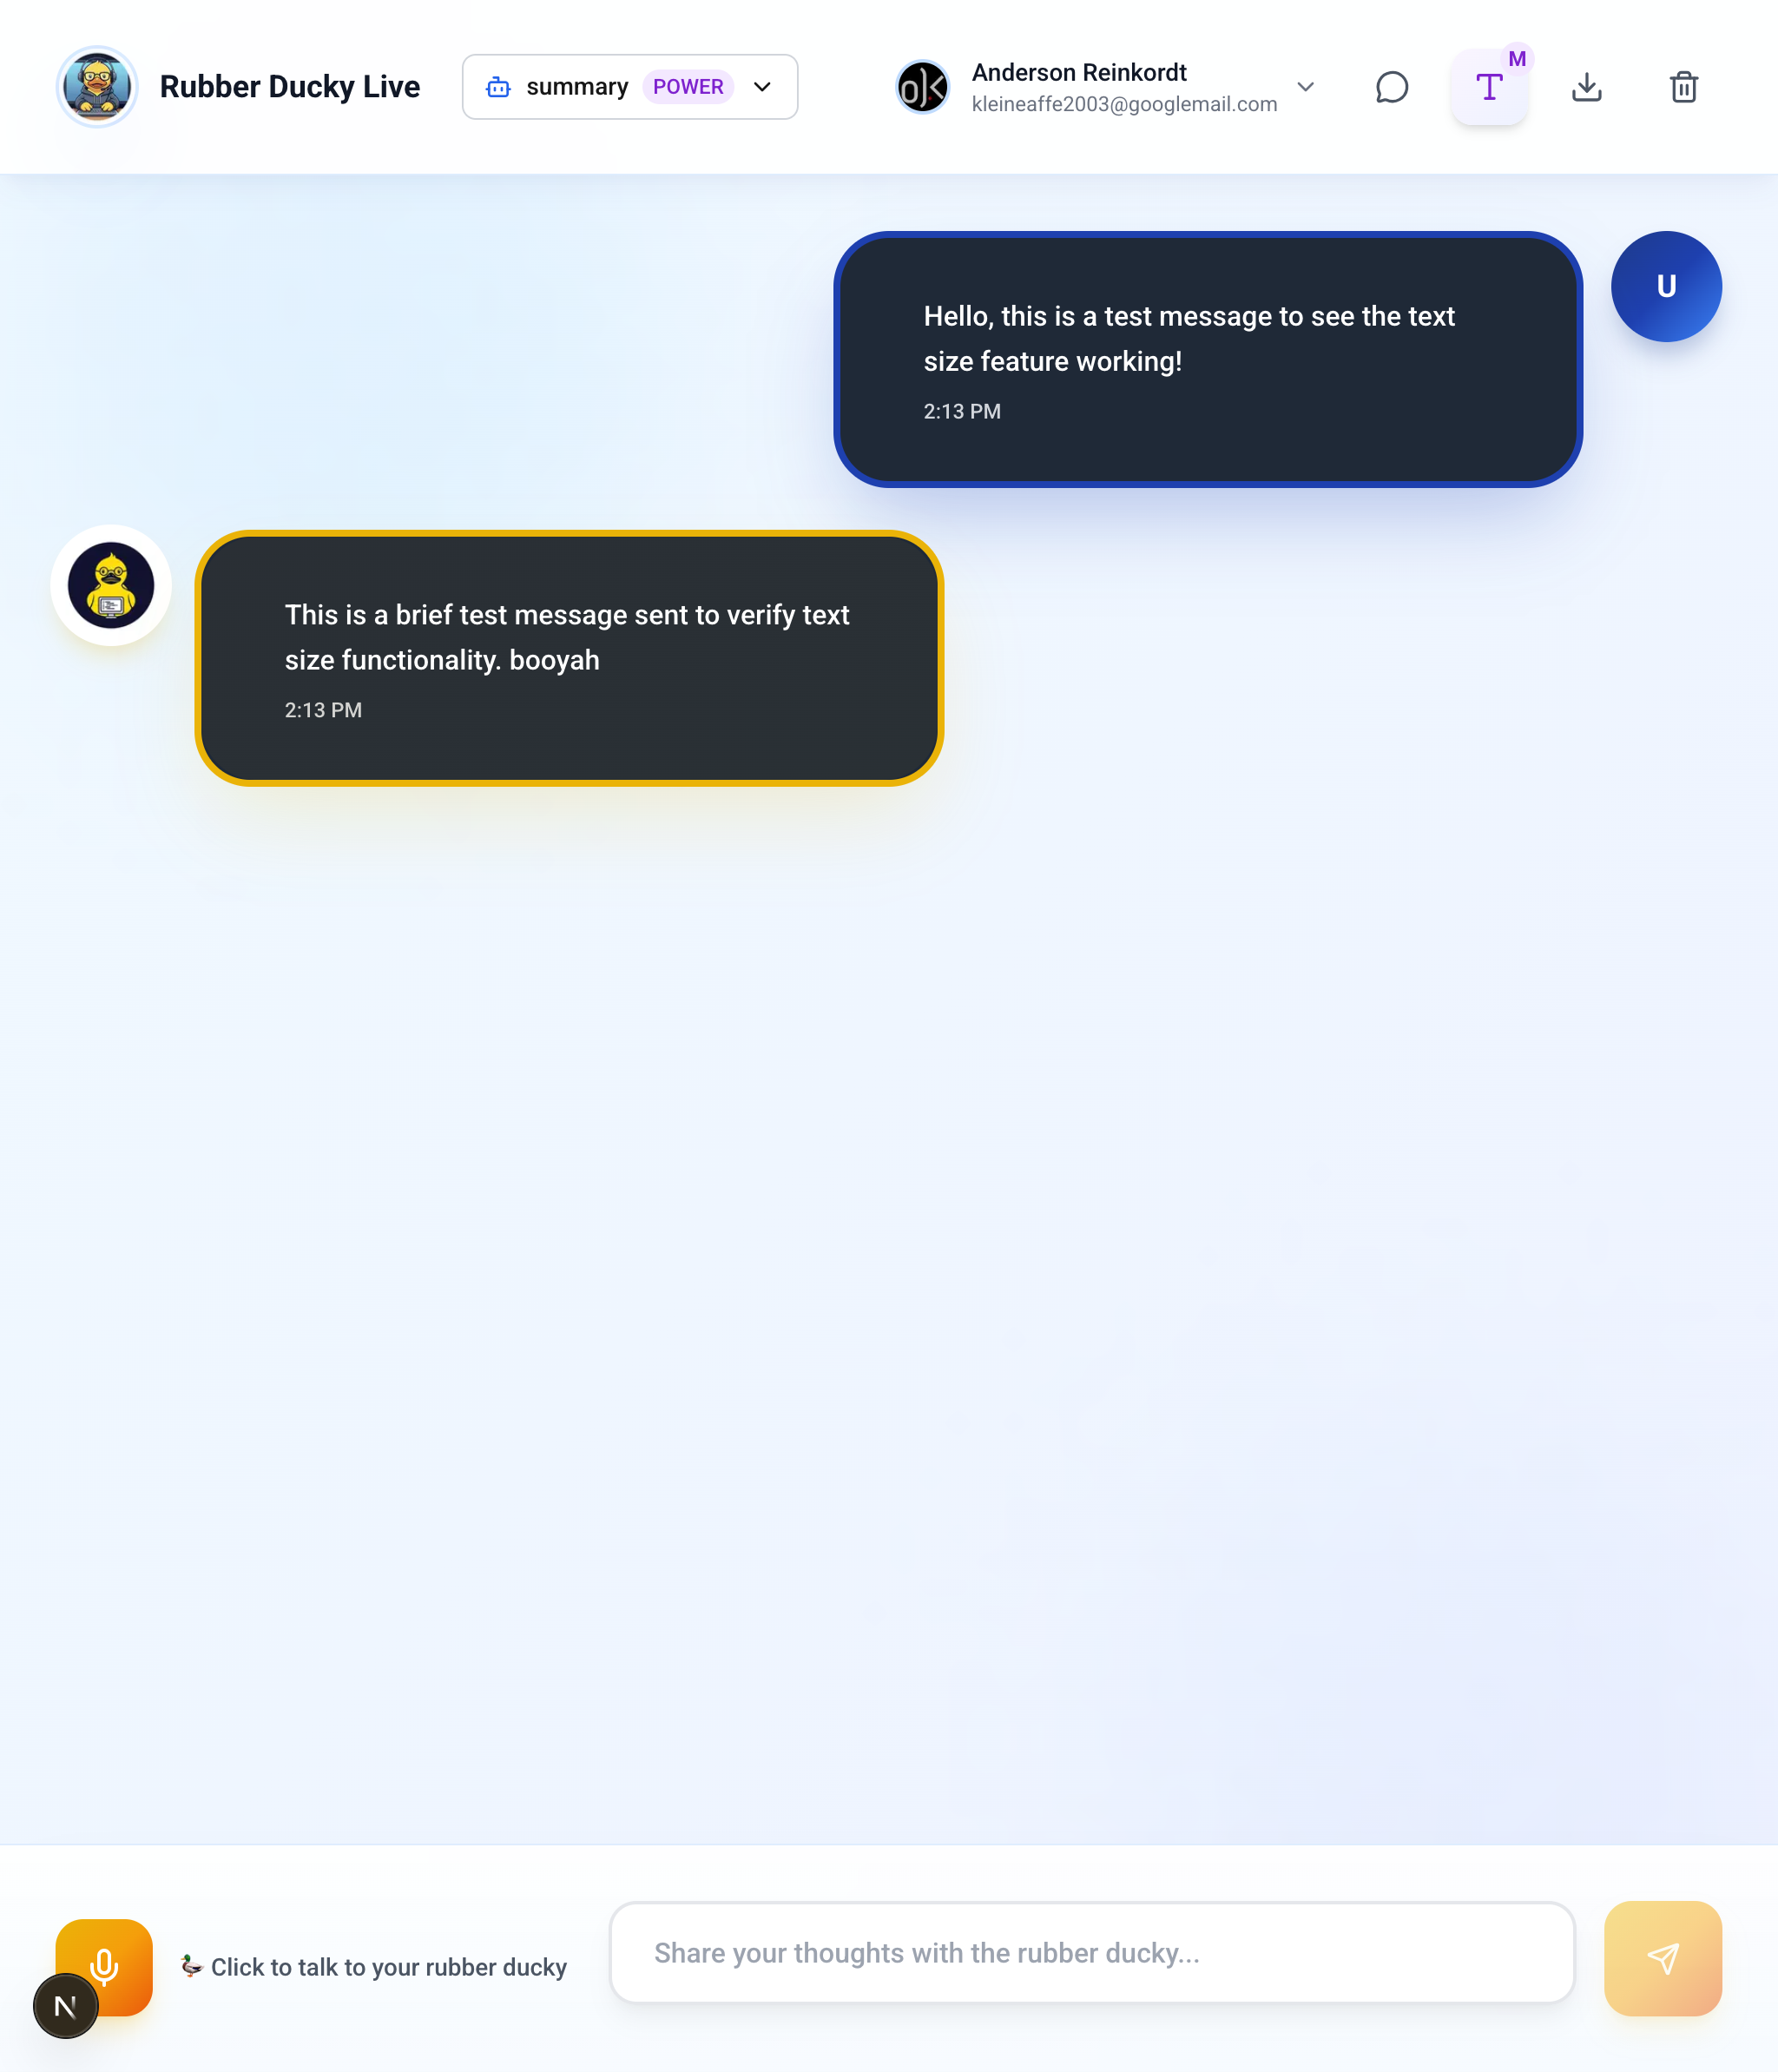 Rubber Ducky Live
summary POWER
Anderson Reinkordt
kleineaffe2003@googlemail.com
M
Hello, this is a test message to see the text
size feature working!
2:13 PM
U
This is a brief test message sent to verify text
size functionality. booyah
2:13 PM
Click to talk to your rubber ducky
Share your thoughts with the rubber ducky...
N